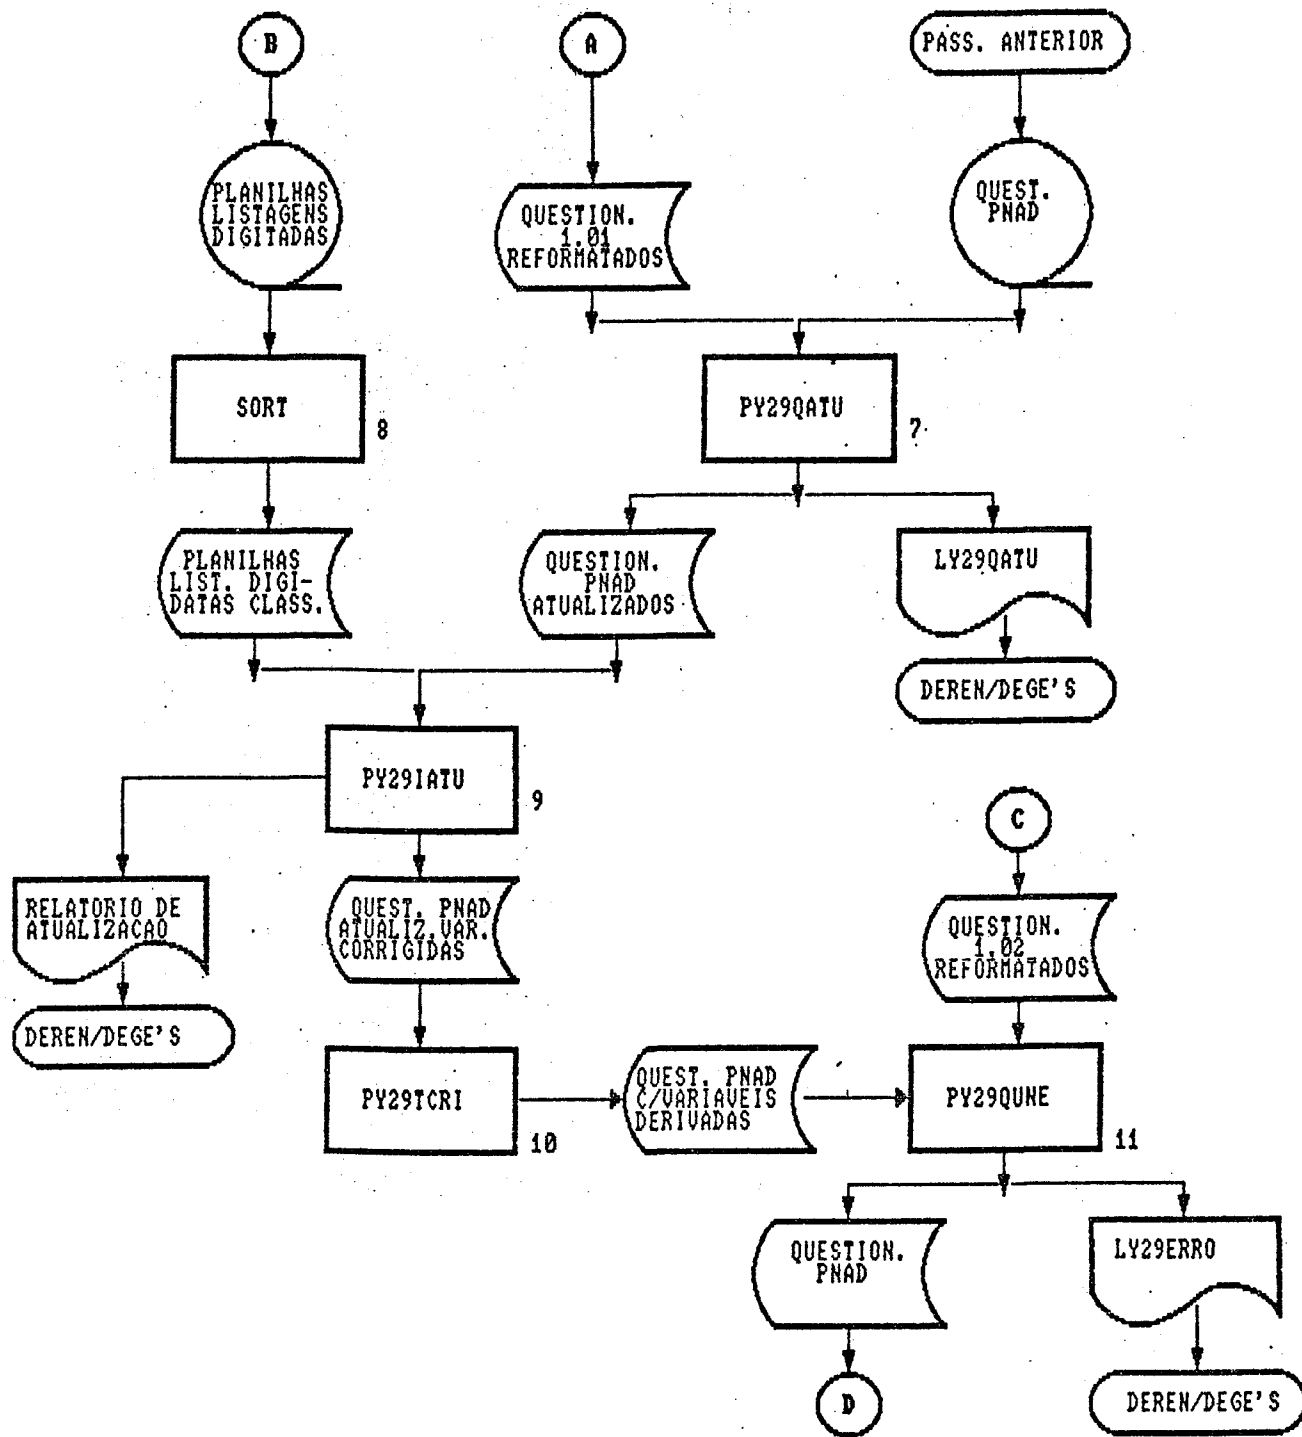 B
A
PASS. ANTERIOR
PLANILHAS
LISTAGENS
DIGITADAS
QUESTION.
1.01
REFORMATADOS
QUEST.
PNAD
SORT
8
PY29QATU
7
PLANILHAS
LIST. DIGI-
DATAS CLASS.
QUESTION.
PNAD
ATUALIZADOS
LY29QATU
DEREN/DEGE'S
PY29IATU
9
C
RELATORIO DE
ATUALIZACAO
QUEST. PNAD
ATUALIZ.VAR.
CORRIGIDAS
QUESTION.
1.02
REFORMATADOS
DEREN/DEGE'S
PY29TCRI
10
QUEST. PNAD
C/VARIAVEIS
DERIVADAS
PY29QUNE
11
QUESTION.
PNAD
LY29ERRO
D
DEREN/DEGE'S